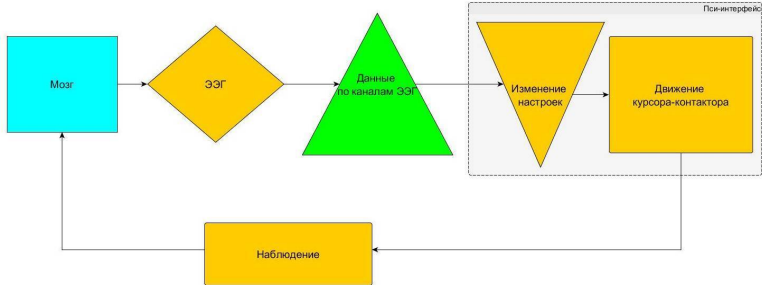 Пси-интерфейс
Мозг
ЭЭГ
Данные
по каналам ЭЭГ
Изменение
настроек
Движение
курсора-контактора
Наблюдение